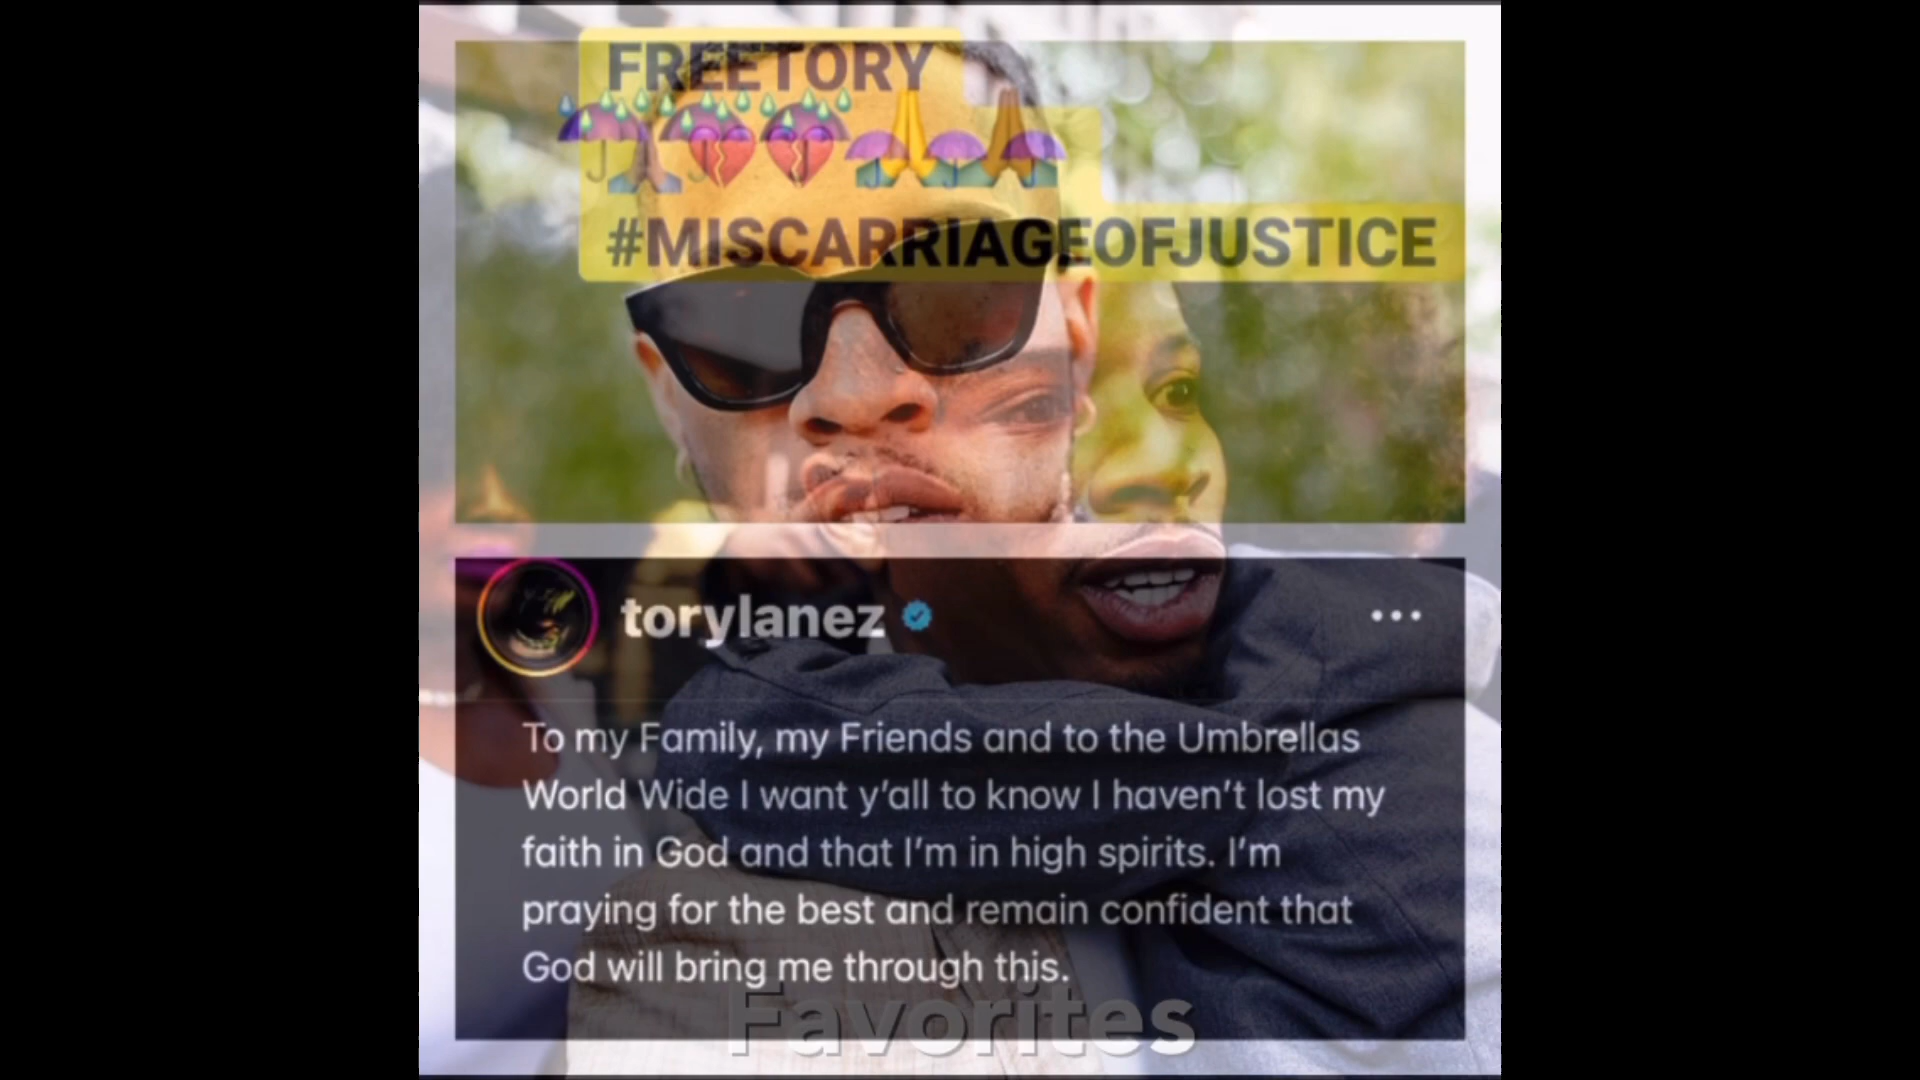 FREETORY
#MISCARRIAGEOFJUSTICE
torylanez
To my Family, my Friends and to the Umbrellas
World Wide I want y’all to know I haven’t lost my
faith in God and that I’m in high spirits. I’m
praying for the best and remain confident that
God will bring me through this.
Favorites